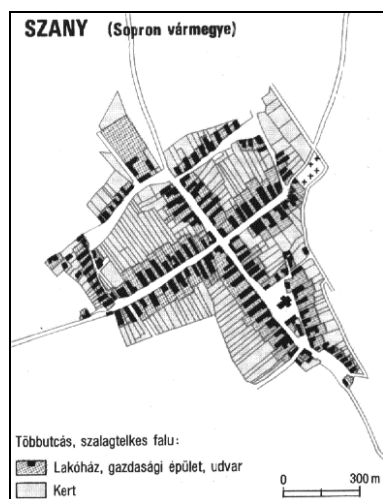 SZANY (Sopron vármegye)
Többutcás, szalagtelkes falu:
Lakóház, gazdasági épület, udvar
Kert
0 300 m